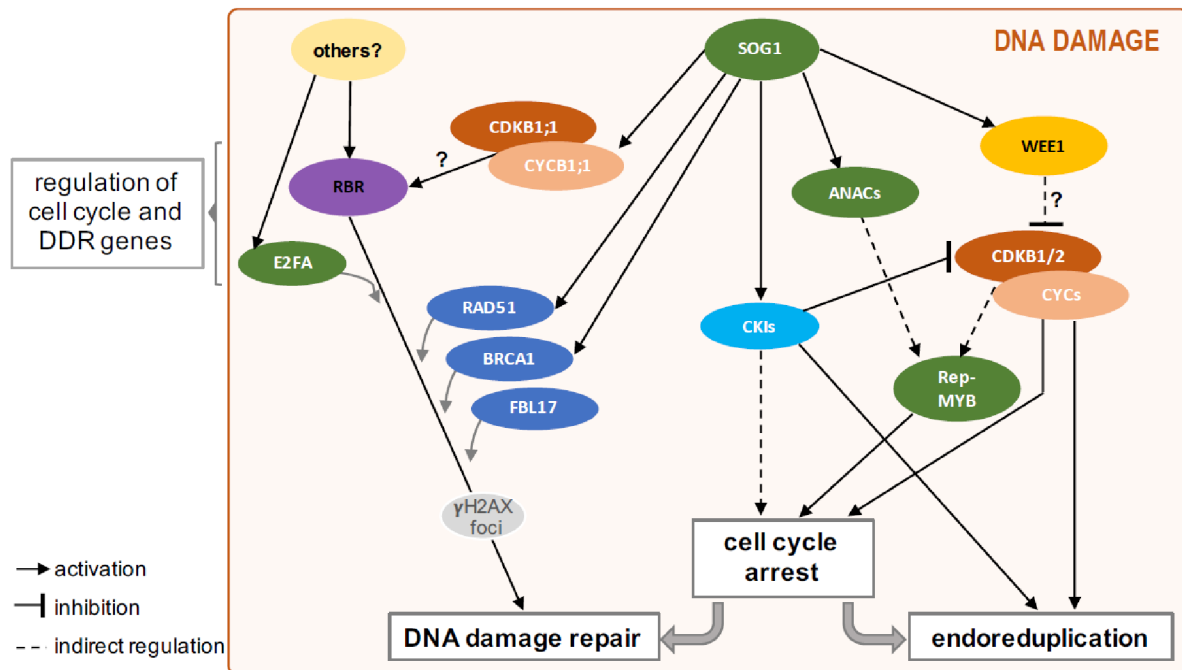 DNA DAMAGE
others?
SOG1
CDKB1;1
CYCB1;1
?
WEE1
regulation of
cell cycle and
DDR genes
RBR
ANACs
?
E2FA
CDKB1/2
CYCs
RAD51
CKIs
BRCA1
Rep-
MYB
FBL17
γH2AX
foci
cell cycle
arrest
activation
inhibition
indirect regulation
DNA damage repair
endoreduplication